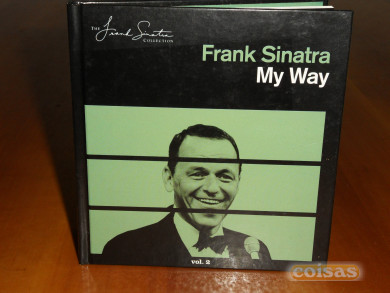 THE Frank Sinatra
COLLECTION
Frank Sinatra
My Way
vol. 2
coisas